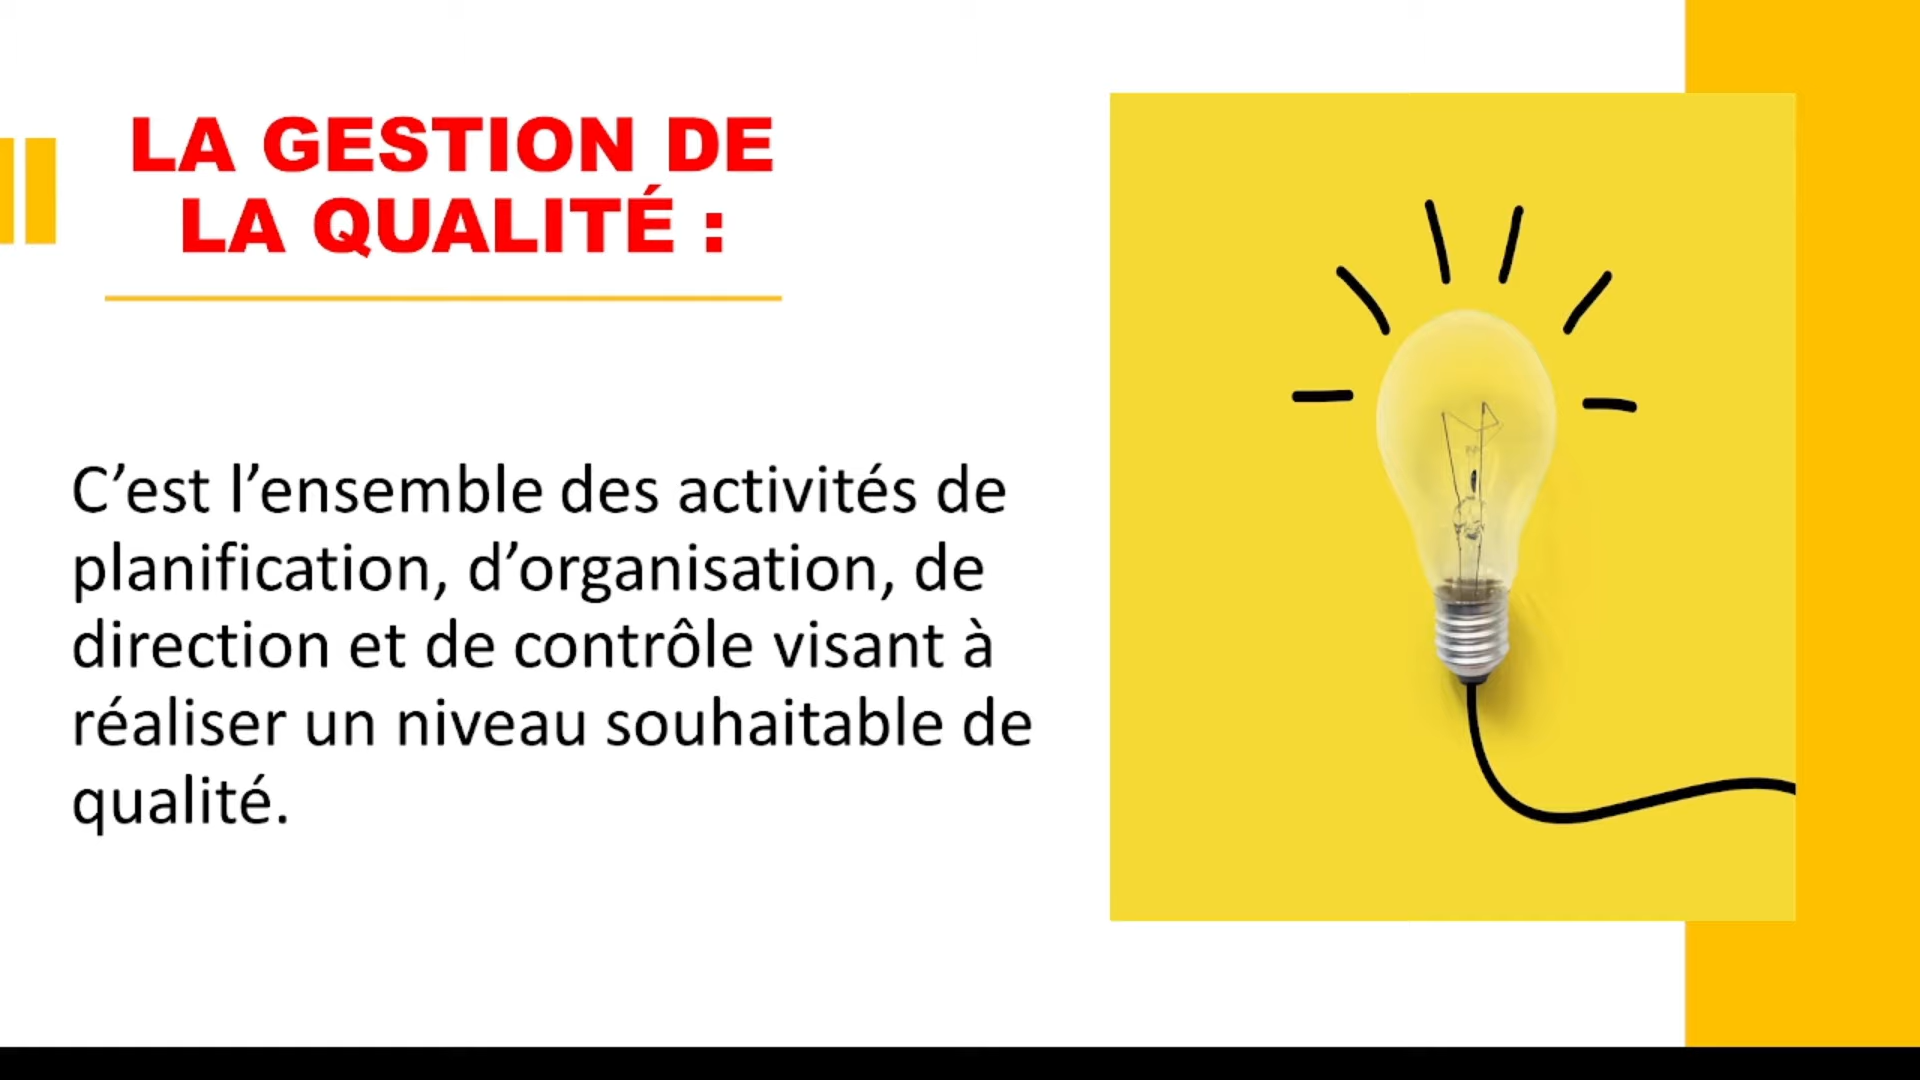 LA GESTION DE
LA QUALITÉ :
C’est l’ensemble des activités de
planification, d’organisation, de
direction et de contrôle visant à
réaliser un niveau souhaitable de
qualité.